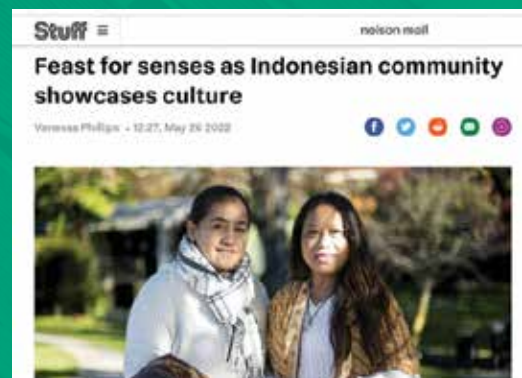 Stuff
nelson mail
Feast for senses as Indonesian community
showcases culture
Vanessa Phillips • 12:27, May 26 2022